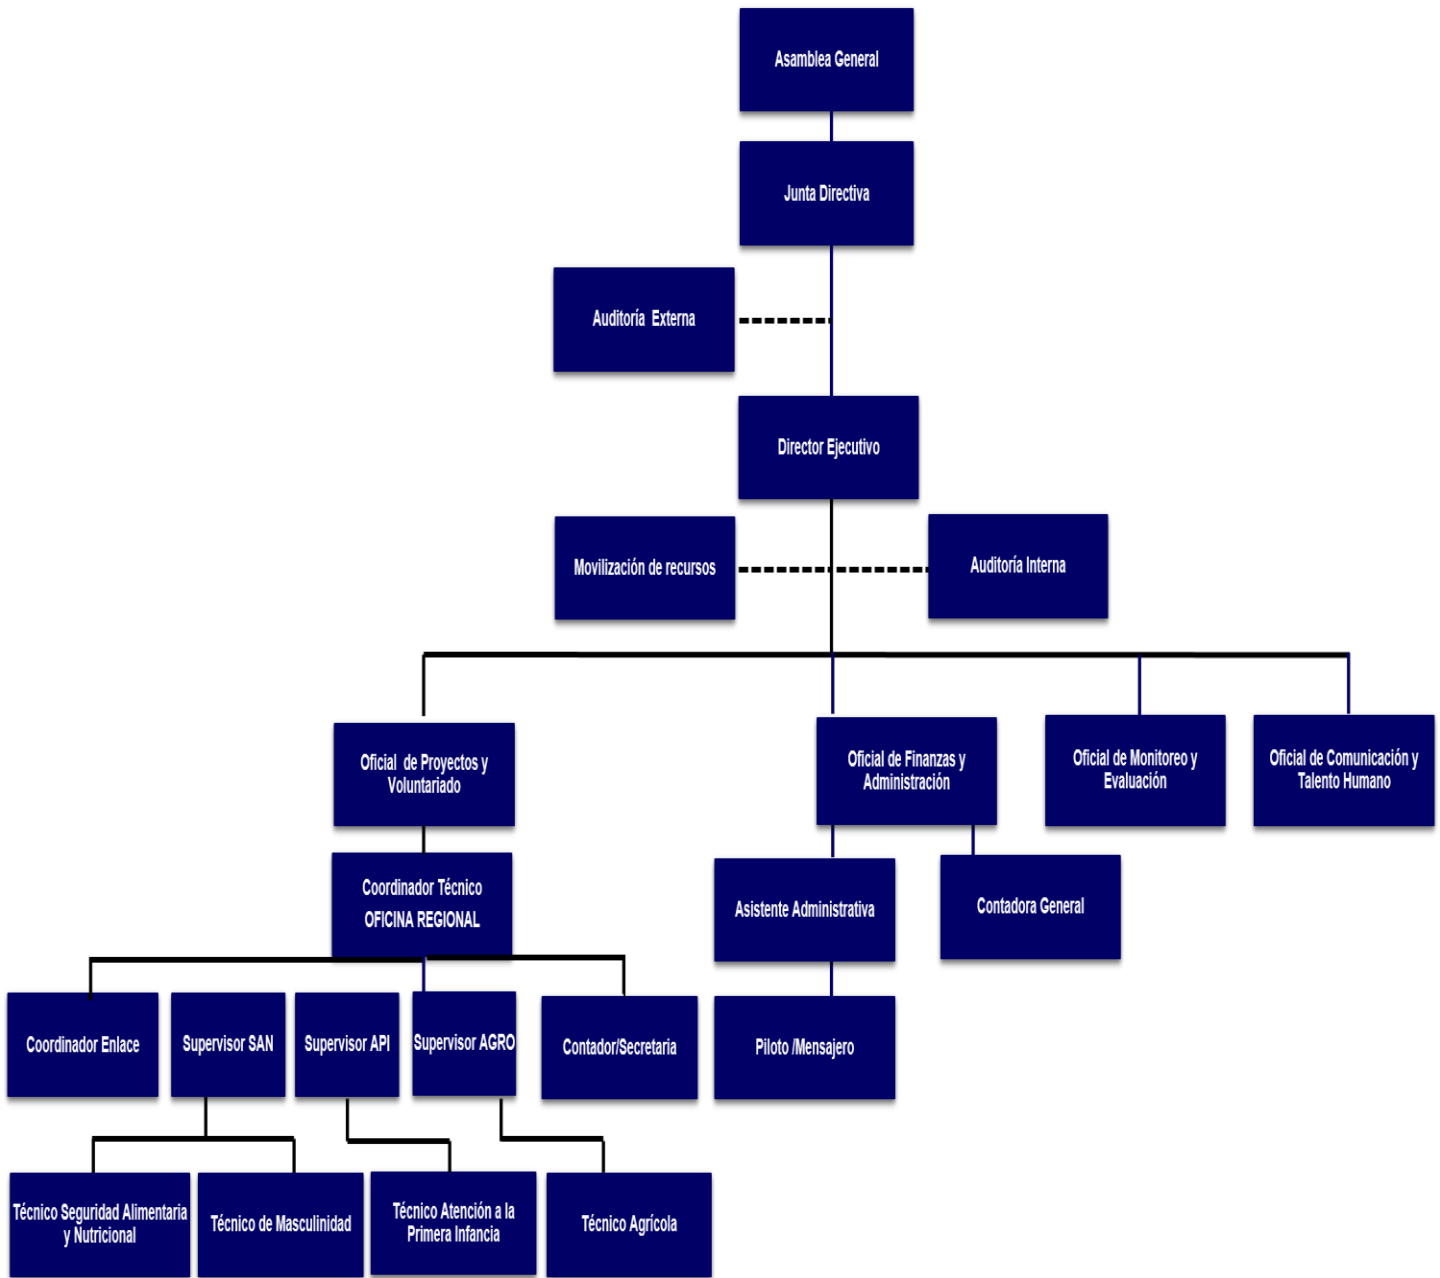 Asamblea General
Junta Directiva
Auditoría  Externa
Director Ejecutivo
Movilización de recursos
Auditoría Interna
Oficial  de Proyectos y
Voluntariado
Oficial de Finanzas y
Administración
Oficial de Monitoreo y
Evaluación
Oficial de Comunicación y
Talento Humano
Coordinador Técnico
OFICINA REGIONAL
Asistente Administrativa
Contadora General
Coordinador Enlace
Supervisor SAN
Supervisor API
Supervisor AGRO
Contador/Secretaria
Piloto /Mensajero
Técnico Seguridad Alimentaria
y Nutricional
Técnico de Masculinidad
Técnico Atención a la
Primera Infancia
Técnico Agrícola